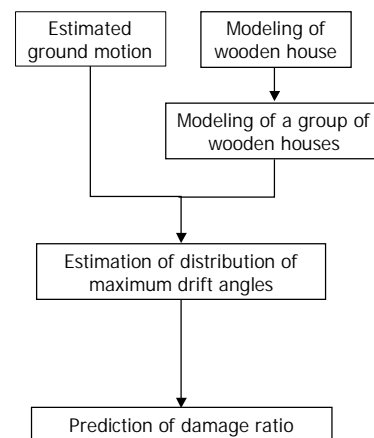 Estimated
ground motion
Modeling of
wooden house
Modeling of a group of
wooden houses
Estimation of distribution of
maximum drift angles
Prediction of damage ratio